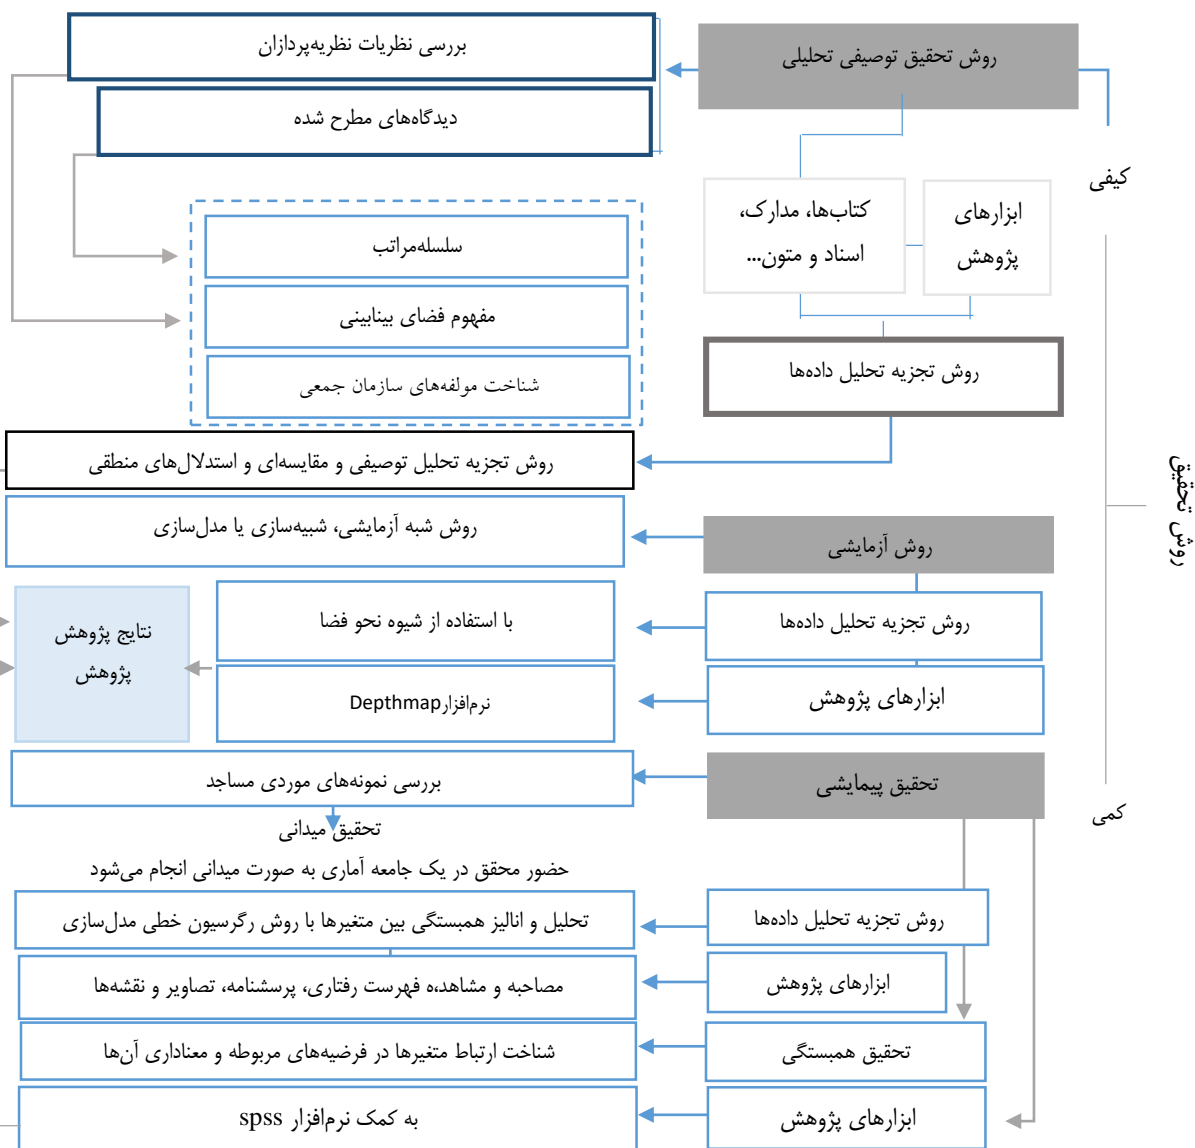 روش تحقیق
کیفی
روش تحقیق توصیفی تحلیلی
بررسی نظریات نظریه‌پردازان
دیدگاه‌های مطرح شده
ابزارهای
پژوهش
کتاب‌ها، مدارک،
اسناد و متون...
سلسله‌مراتب
مفهوم فضای بینابینی
شناخت مولفه‌های سازمان جمعی
روش تجزیه تحلیل داده‌ها
روش تجزیه تحلیل توصیفی و مقایسه‌ای و استدلال‌های منطقی
روش آزمایشی
روش شبه آزمایشی، شبیه‌سازی یا مدل‌سازی
روش تجزیه تحلیل داده‌ها
با استفاده از شیوه نحو فضا
ابزارهای پژوهش
نرم‌افزارDepthmap
نتایج پژوهش
پژوهش
کمی
تحقیق پیمایشی
بررسی نمونه‌های موردی مساجد
تحقیق میدانی
حضور محقق در یک جامعه آماری به صورت میدانی انجام می‌شود
روش تجزیه تحلیل داده‌ها
تحلیل و انالیز همبستگی بین متغیرها با روش رگرسیون خطی مدل‌سازی
ابزارهای پژوهش
مصاحبه و مشاهده، فهرست رفتاری، پرسشنامه، تصاویر و نقشه‌ها
تحقیق همبستگی
شناخت ارتباط متغیرها در فرضیه‌های مربوطه و معناداری آن‌ها
ابزارهای پژوهش
به کمک نرم‌افزار spss